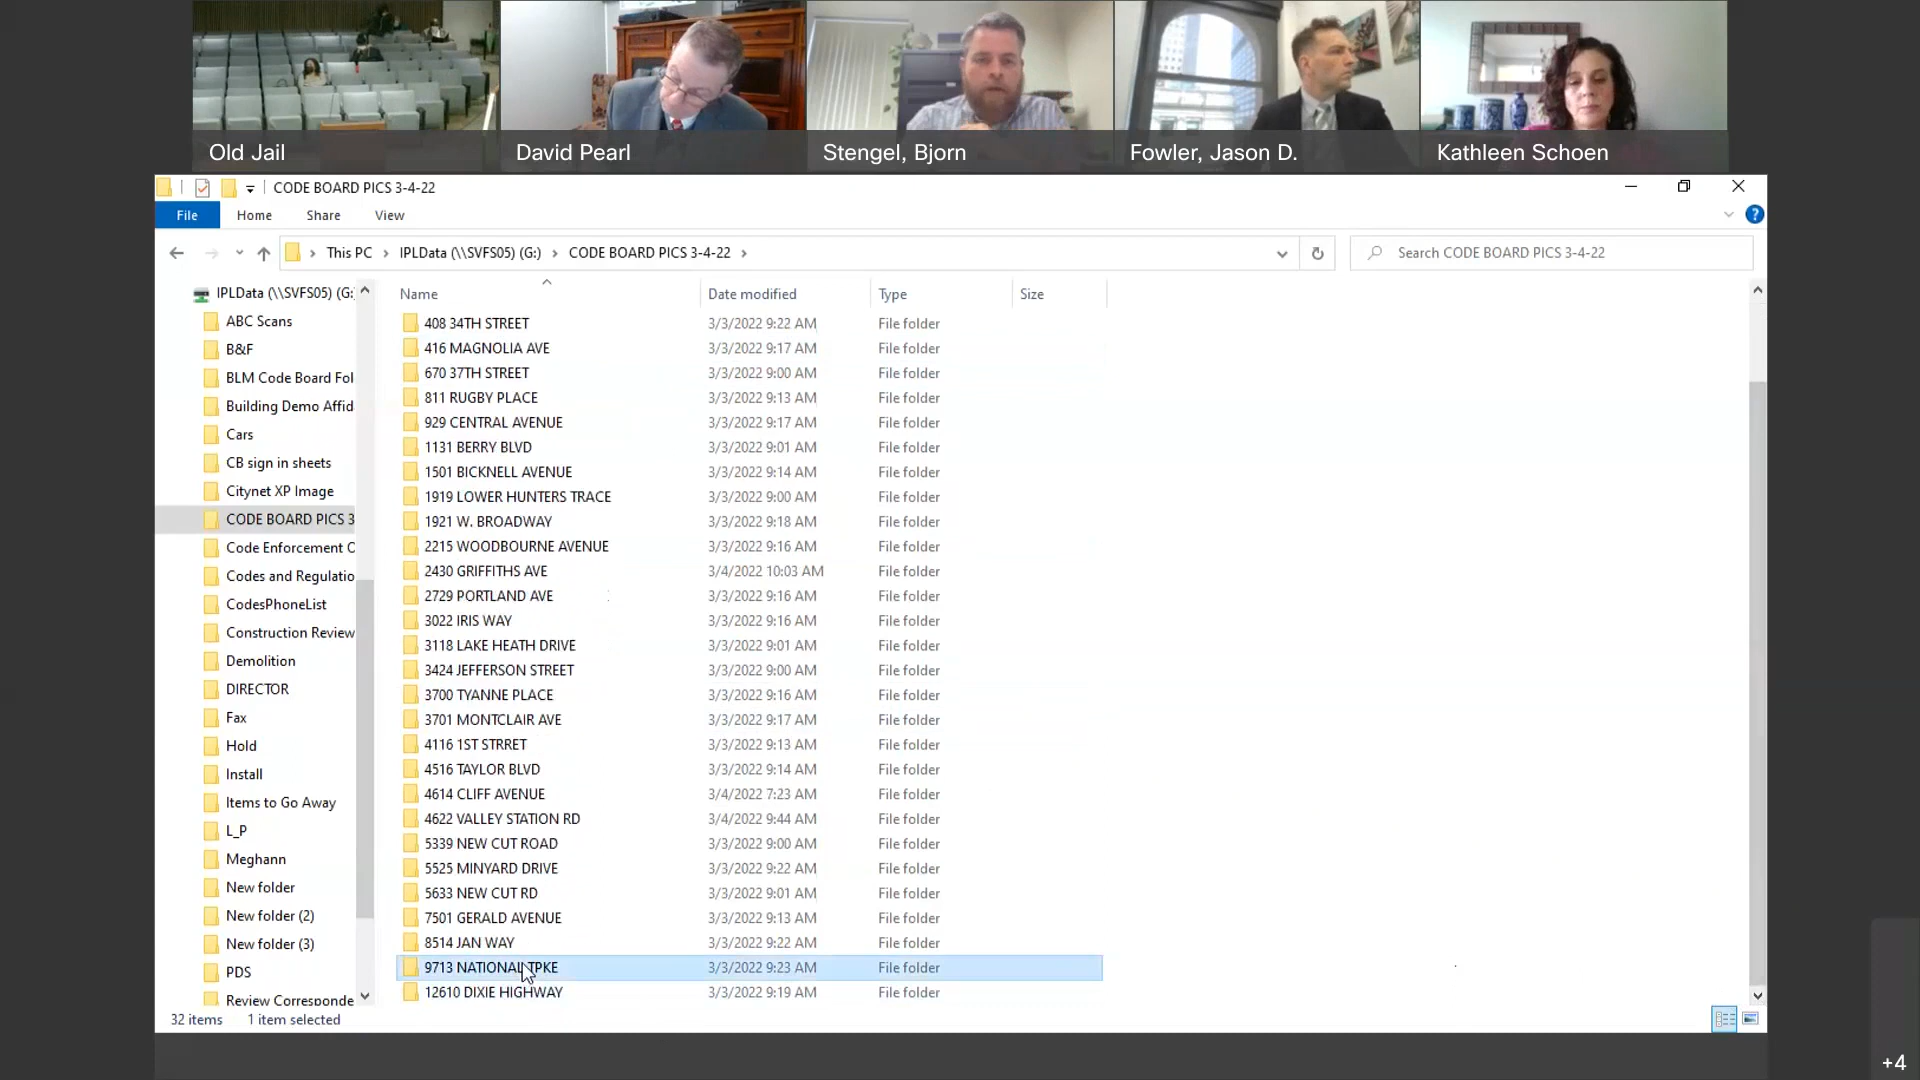 Old Jail
David Pearl
Stengel, Bjorn
Fowler, Jason D.
Kathleen Schoen
CODE BOARD PICS 3-4-22
File Home Share View
This PC IPLData (\\SVFS05) (G:) CODE BOARD PICS 3-4-22
Search CODE BOARD PICS 3-4-22
IPLData (\\SVFS05) (G:
ABC Scans
B&F
BLM Code Board Fol
Building Demo Affid
Cars
CB sign in sheets
Citynet XP Image
CODE BOARD PICS 3
Code Enforcement C
Codes and Regulatio
CodesPhoneList
Construction Review
Demolition
DIRECTOR
Fax
Hold
Install
Items to Go Away
L_P
Meghann
New folder
New folder (2)
New folder (3)
PDS
Review Corresponde
Name Date modified Type Size
408 34TH STREET 3/3/2022 9:22 AM File folder
416 MAGNOLIA AVE 3/3/2022 9:17 AM File folder
670 37TH STREET 3/3/2022 9:00 AM File folder
811 RUGBY PLACE 3/3/2022 9:13 AM File folder
929 CENTRAL AVENUE 3/3/2022 9:17 AM File folder
1131 BERRY BLVD 3/3/2022 9:01 AM File folder
1501 BICKNELL AVENUE 3/3/2022 9:14 AM File folder
1919 LOWER HUNTERS TRACE 3/3/2022 9:00 AM File folder
1921 W. BROADWAY 3/3/2022 9:18 AM File folder
2215 WOODBOURNE AVENUE 3/3/2022 9:16 AM File folder
2430 GRIFFITHS AVE 3/4/2022 10:03 AM File folder
2729 PORTLAND AVE 3/3/2022 9:16 AM File folder
3022 IRIS WAY 3/3/2022 9:16 AM File folder
3118 LAKE HEATH DRIVE 3/3/2022 9:01 AM File folder
3424 JEFFERSON STREET 3/3/2022 9:00 AM File folder
3700 TYANNE PLACE 3/3/2022 9:16 AM File folder
3701 MONTCLAIR AVE 3/3/2022 9:17 AM File folder
4116 1ST STRRET 3/3/2022 9:13 AM File folder
4516 TAYLOR BLVD 3/3/2022 9:14 AM File folder
4614 CLIFF AVENUE 3/4/2022 7:23 AM File folder
4622 VALLEY STATION RD 3/4/2022 9:44 AM File folder
5339 NEW CUT ROAD 3/3/2022 9:00 AM File folder
5525 MINYARD DRIVE 3/3/2022 9:22 AM File folder
5633 NEW CUT RD 3/3/2022 9:01 AM File folder
7501 GERALD AVENUE 3/3/2022 9:13 AM File folder
8514 JAN WAY 3/3/2022 9:22 AM File folder
9713 NATIONAL TPKE 3/3/2022 9:23 AM File folder
12610 DIXIE HIGHWAY 3/3/2022 9:19 AM File folder
32 items 1 item selected
+4